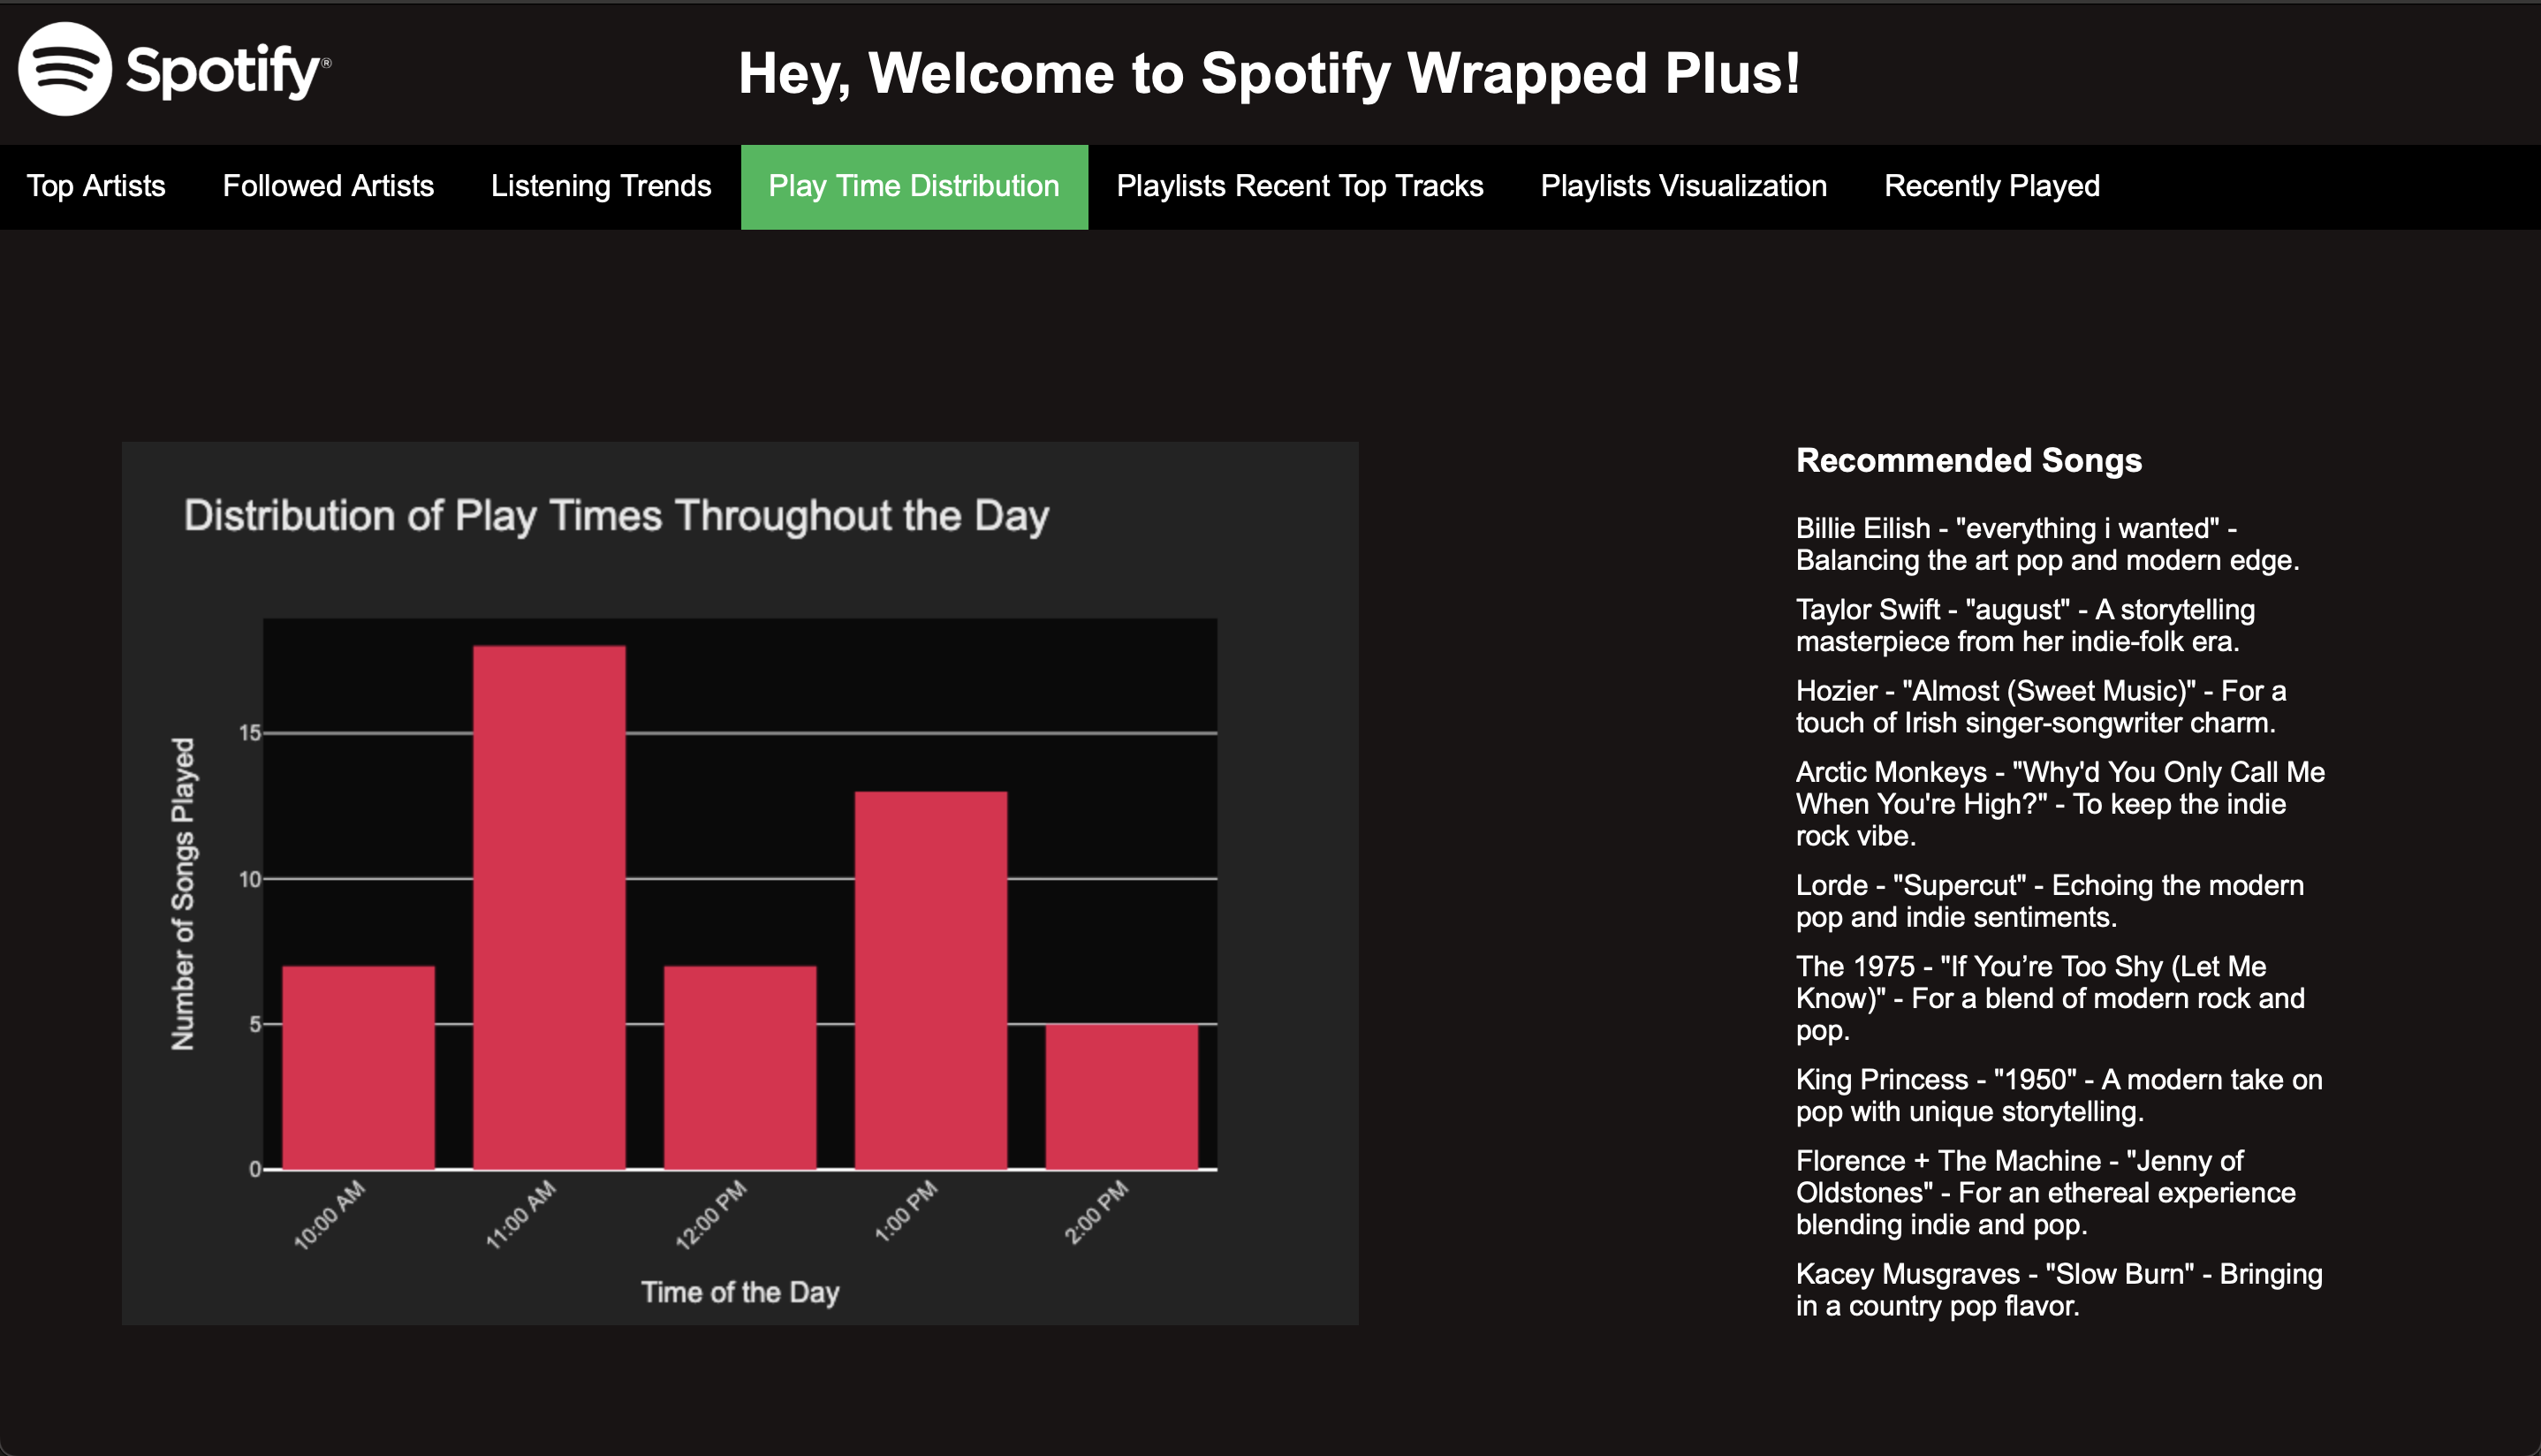 Spotify®
Hey, Welcome to Spotify Wrapped Plus!
Top Artists
Followed Artists
Listening Trends
Play Time Distribution
Playlists Recent Top Tracks
Playlists Visualization
Recently Played
Distribution of Play Times Throughout the Day
Number of Songs Played
15
10
5
0
10:00 AM
11:00 AM
12:00 PM
1:00 PM
2:00 PM
Time of the Day
Recommended Songs
Billie Eilish - "everything i wanted" -
Balancing the art pop and modern edge.
Taylor Swift - "august" - A storytelling
masterpiece from her indie-folk era.
Hozier - "Almost (Sweet Music)" - For a
touch of Irish singer-songwriter charm.
Arctic Monkeys - "Why'd You Only Call Me
When You're High?" - To keep the indie
rock vibe.
Lorde - "Supercut" - Echoing the modern
pop and indie sentiments.
The 1975 - "If You’re Too Shy (Let Me
Know)" - For a blend of modern rock and
pop.
King Princess - "1950" - A modern take on
pop with unique storytelling.
Florence + The Machine - "Jenny of
Oldstones" - For an ethereal experience
blending indie and pop.
Kacey Musgraves - "Slow Burn" - Bringing
in a country pop flavor.